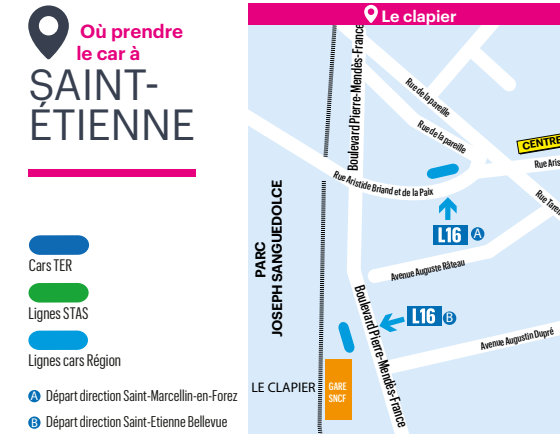 Où prendre
le car à
SAINT-
ÉTIENNE
Cars TER
Lignes STAS
Lignes cars Région
A Départ direction Saint-Marcellin-en-Forez
B Départ direction Saint-Etienne Bellevue
Le clapier
Boulevard Pierre-Mendès-France
Rue de la pareille
Rue de la pareille
CENTRE
Rue Aris
Rue Aristide Briand et de la Paix
Rue Taren
L16 A
PARC
JOSEPH SANGUEDOLCE
Avenue Auguste Râteau
L16 B
Boulevard Pierre-Mendès-France
Avenue Augustin Dupré
LE CLAPIER
GARE
SNCF